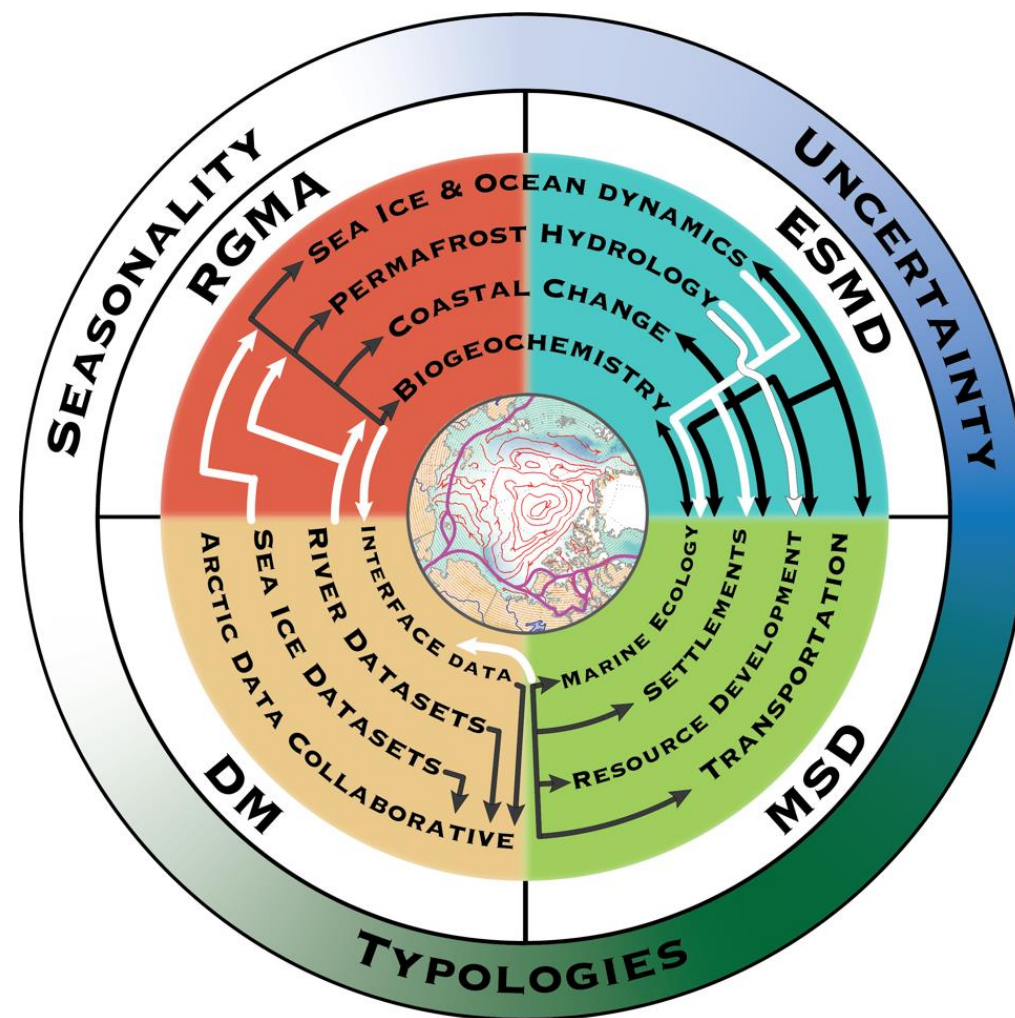 Seasonality
Uncertainty
Typologies
RGMA
ESMD
DM
MSD
Sea Ice & Ocean dynamics
Permafrost Hydrology
Coastal Change
Biogeochemistry
Interface data
River Datasets
Sea Ice Datasets
Arctic Data Collaborative
Marine Ecology
Settlements
Resource Development
Transportation